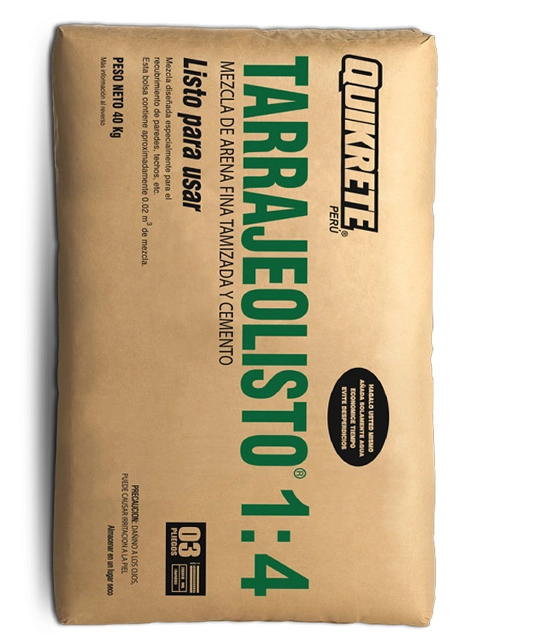 QUIKRETE®
PERÚ
HAGALO USTED MISMO
AÑADA SOLAMENTE AGUA
ECONOMICE TIEMPO
EVITE DESPERDICIOS
TARRAJEOLISTO® 1:4
MEZCLA DE ARENA FINA TAMIZADA Y CEMENTO
Listo para usar
Mezcla diseñada especialmente para el
recubrimiento de paredes, techos, etc.
Esta bolsa contiene aproximadamente 0.02 m³ de mezcla.
PESO NETO 40 Kg
Más información al reverso
03
PLIEGOS
PRECAUCIÓN: DAÑINO A LOS OJOS,
PUEDE CAUSAR IRRITACION A LA PIEL
Almacenar en un lugar seco